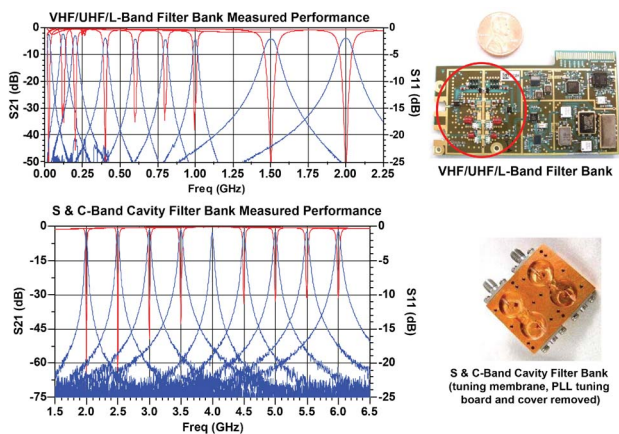 VHF/UHF/L-Band Filter Bank Measured Performance
0
-10
-20
-30
-40
-50
S21 (dB)
0
-5
-10
-15
-20
-25
S11 (dB)
0.00 0.25 0.50 0.75 1.00 1.25 1.50 1.75 2.00 2.25
Freq (GHz)
VHF/UHF/L-Band Filter Bank
S & C-Band Cavity Filter Bank Measured Performance
0
-15
-30
-45
-60
-75
S21 (dB)
0
-5
-10
-15
-20
-25
S11 (dB)
1.5 2.0 2.5 3.0 3.5 4.0 4.5 5.0 5.5 6.0 6.5
Freq (GHz)
S & C-Band Cavity Filter Bank
(tuning membrane, PLL tuning
board and cover removed)